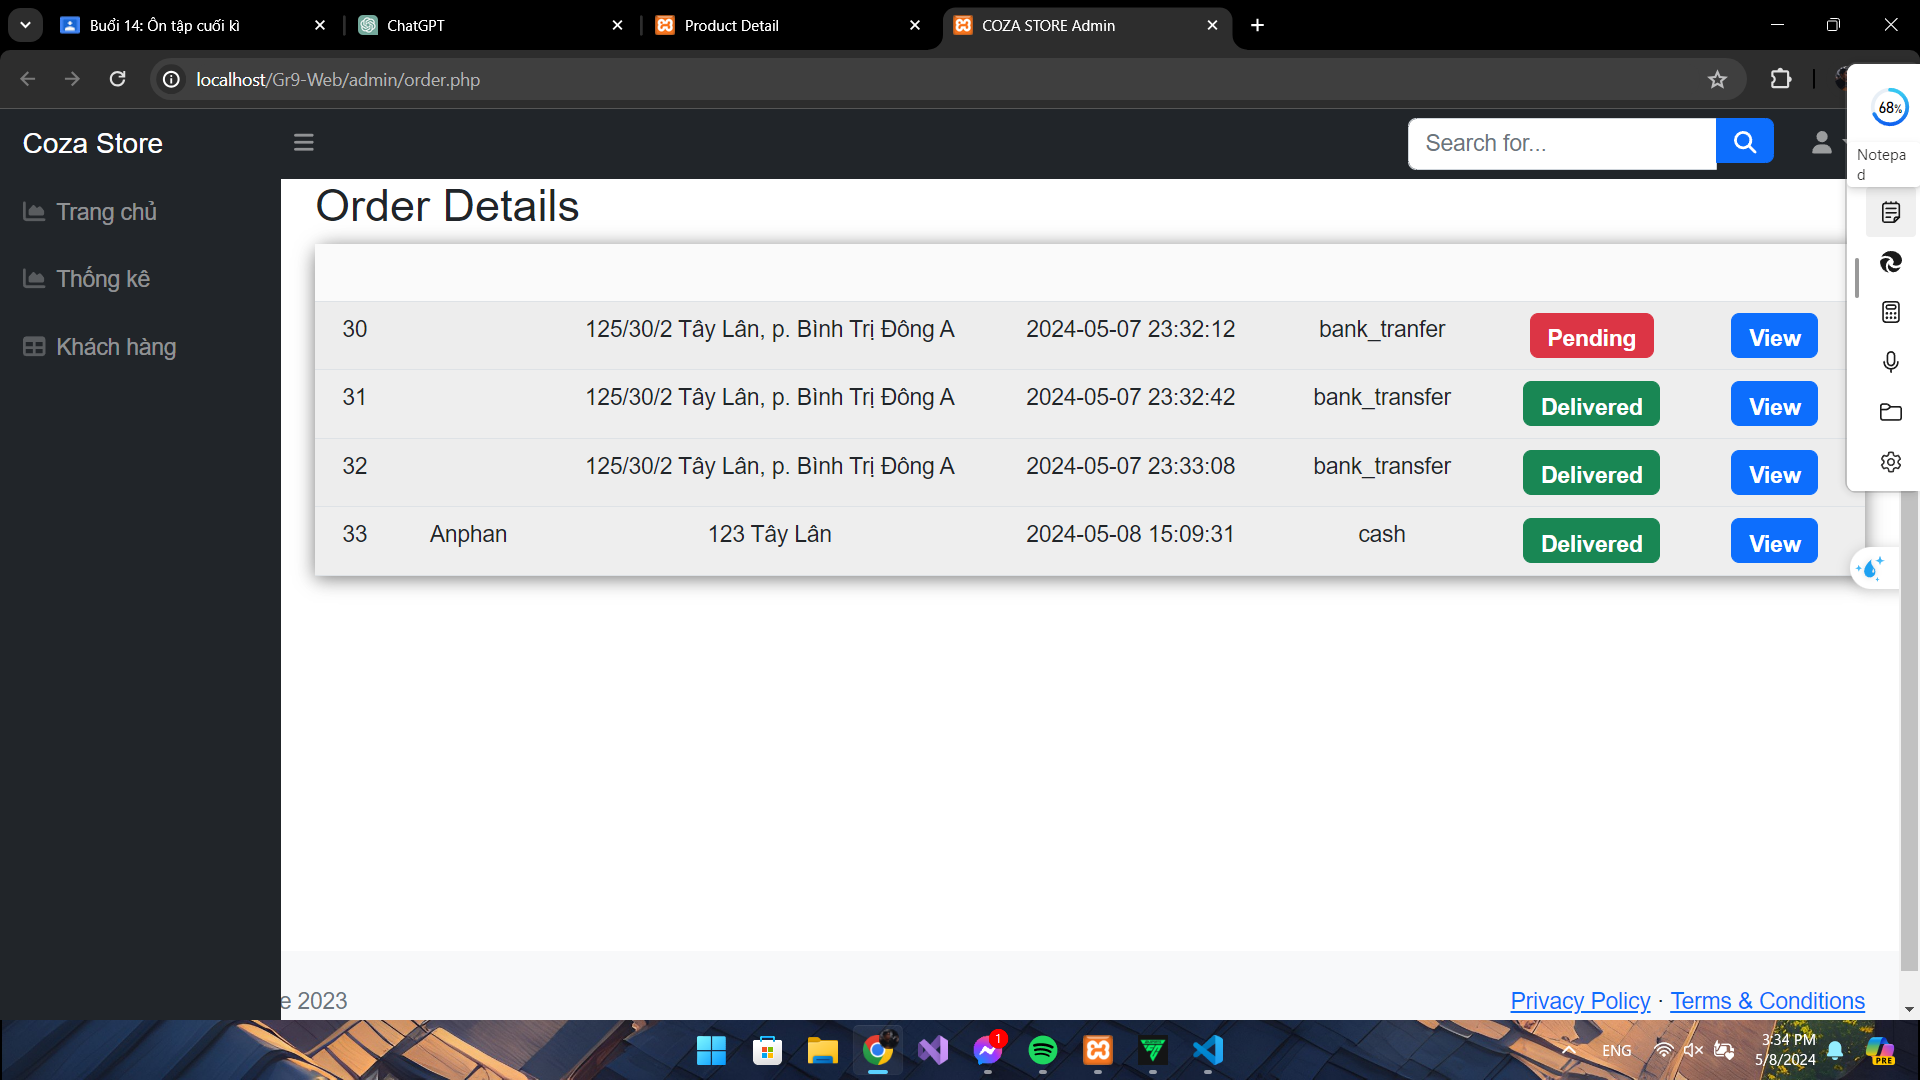 Buổi 14: Ôn tập cuối kì
ChatGPT
Product Detail
COZA STORE Admin
localhost/Gr9-Web/admin/order.php
68%
Notepa
d
Coza Store
Search for...
Trang chủ
Thống kê
Khách hàng
Order Details
30 125/30/2 Tây Lân, p. Bình Trị Đông A 2024-05-07 23:32:12 bank_tranfer Pending View
31 125/30/2 Tây Lân, p. Bình Trị Đông A 2024-05-07 23:32:42 bank_transfer Delivered View
32 125/30/2 Tây Lân, p. Bình Trị Đông A 2024-05-07 23:33:08 bank_transfer Delivered View
33 Anphan 123 Tây Lân 2024-05-08 15:09:31 cash Delivered View
e 2023
Privacy Policy · Terms & Conditions
1
ENG
3:34 PM
5/8/2024
PRE